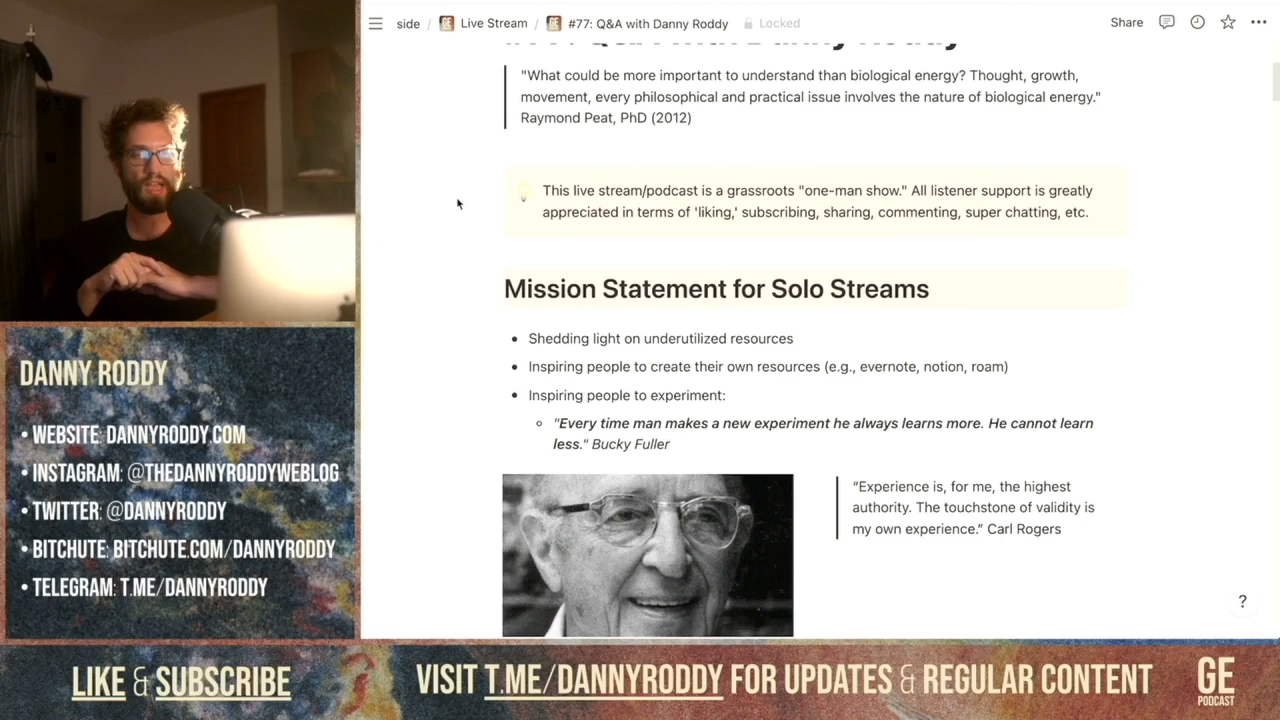 side / GE Live Stream / GE #77: Q&A with Danny Roddy Locked
Share
#77: Q&A with Danny Roddy
"What could be more important to understand than biological energy? Thought, growth,
movement, every philosophical and practical issue involves the nature of biological energy."
Raymond Peat, PhD (2012)
This live stream/podcast is a grassroots "one-man show." All listener support is greatly
appreciated in terms of 'liking,' subscribing, sharing, commenting, super chatting, etc.
Mission Statement for Solo Streams
• Shedding light on underutilized resources
• Inspiring people to create their own resources (e.g., evernote, notion, roam)
• Inspiring people to experiment:
"Every time man makes a new experiment he always learns more. He cannot learn
less." Bucky Fuller
"Experience is, for me, the highest
authority. The touchstone of validity is
my own experience." Carl Rogers
?
DANNY RODDY
• WEBSITE: DANNYRODDY.COM
• INSTAGRAM: @THEDANNYRODDYWEBLOG
• TWITTER: @DANNYRODDY
• BITCHUTE: BITCHUTE.COM/DANNYRODDY
• TELEGRAM: T.ME/DANNYRODDY
LIKE & SUBSCRIBE
VISIT T.ME/DANNYRODDY FOR UPDATES & REGULAR CONTENT
GE
PODCAST